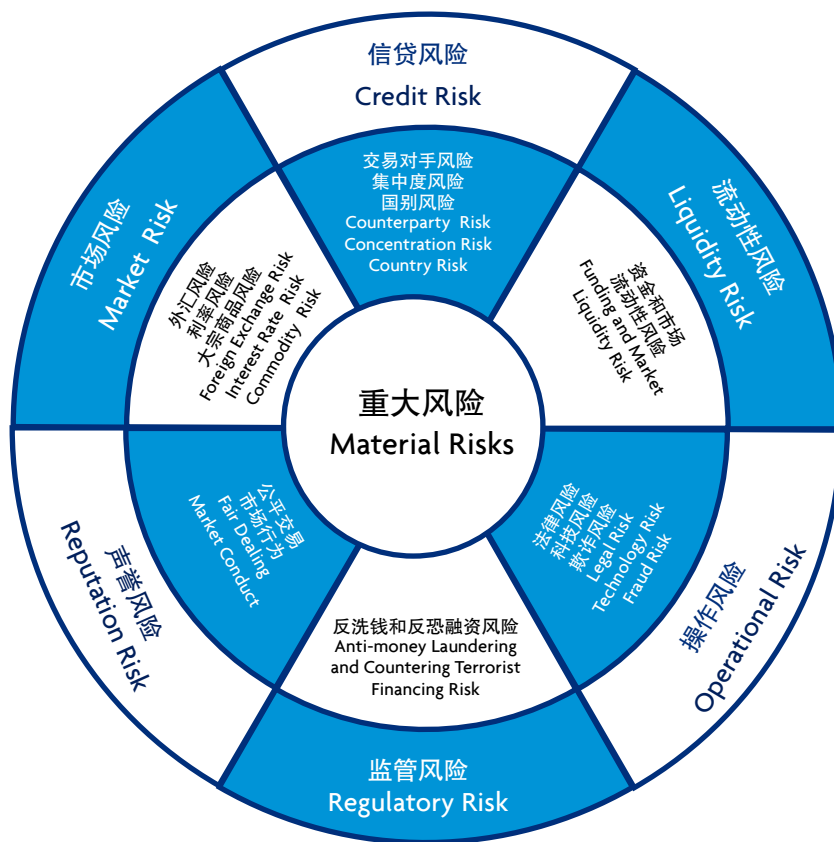 信贷风险
Credit Risk
交易对手风险
集中度风险
国别风险
Counterparty Risk
Concentration Risk
Country Risk
流动性风险
Liquidity Risk
资金和市场
流动性风险
Funding and Market
Liquidity Risk
操作风险
Operational Risk
法律风险
科技风险
欺诈风险
Legal Risk
Technology Risk
Fraud Risk
监管风险
Regulatory Risk
反洗钱和反恐融资风险
Anti-money Laundering
and Countering Terrorist
Financing Risk
声誉风险
Reputation Risk
公平交易
市场行为
Fair Dealing
Market Conduct
市场风险
Market Risk
外汇风险
利率风险
大宗商品风险
Foreign Exchange Risk
Interest Rate Risk
Commodity Risk
重大风险
Material Risks